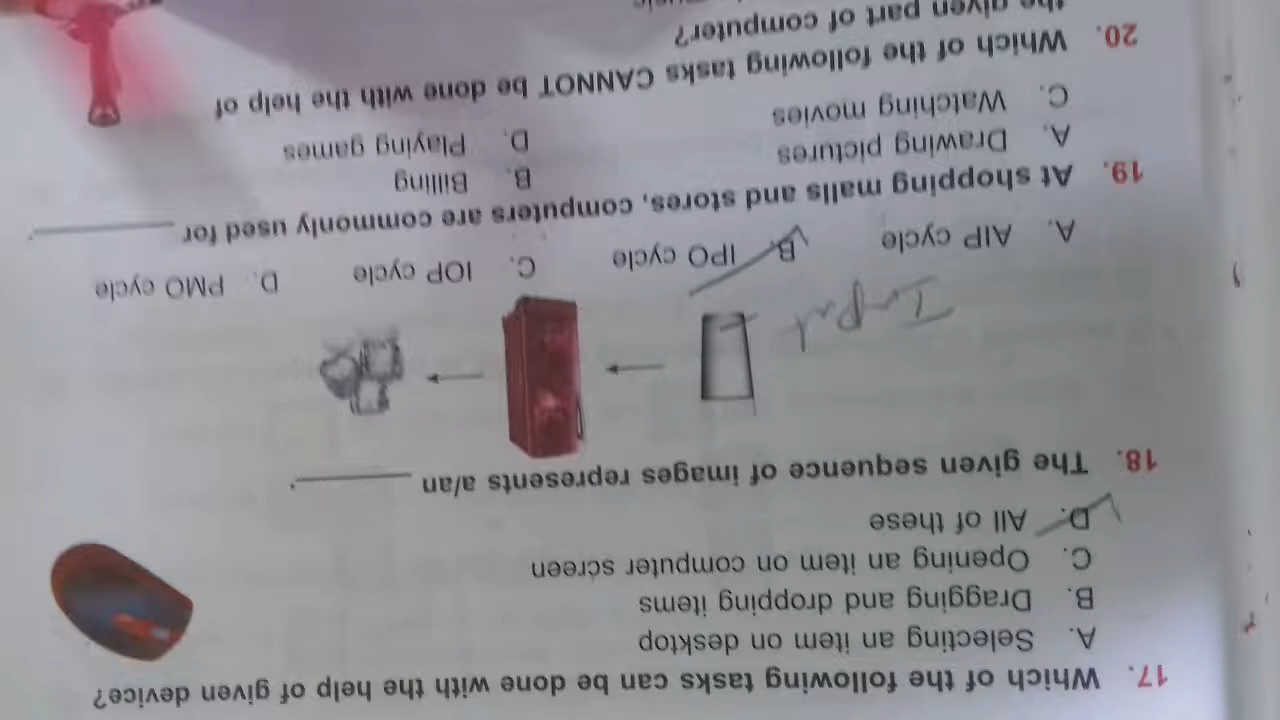 17. Which of the following tasks can be done with the help of given device?
A. Selecting an item on desktop
B. Dragging and dropping items
C. Opening an item on computer screen
D. All of these
18. The given sequence of images represents a/an ________.
Input
A. AIP cycle B. IPO cycle C. IOP cycle D. PMO cycle
19. At shopping malls and stores, computers are commonly used for ________.
A. Drawing pictures B. Billing
C. Watching movies D. Playing games
20. Which of the following tasks CANNOT be done with the help of
the given part of computer?